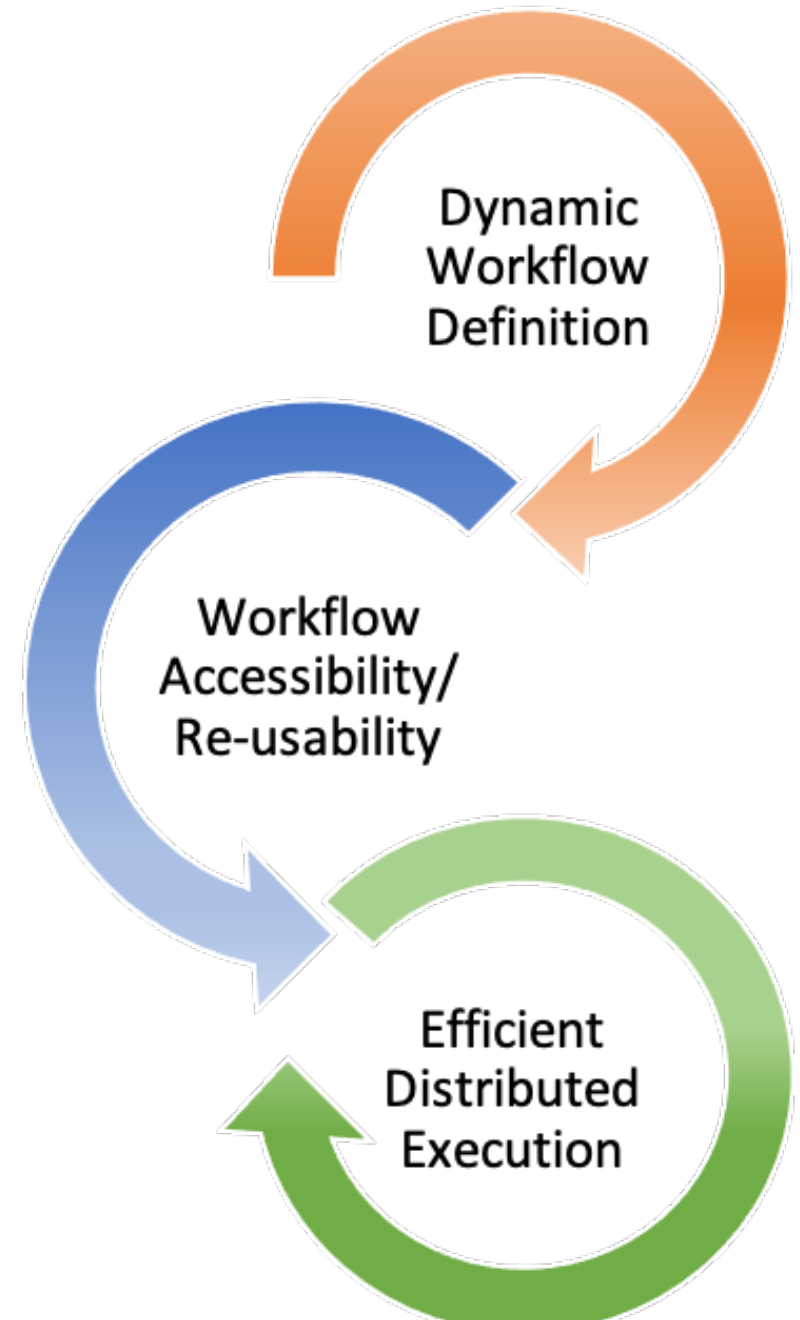 Dynamic
Workflow
Definition
Workflow
Accessibility/
Re-usability
Efficient
Distributed
Execution